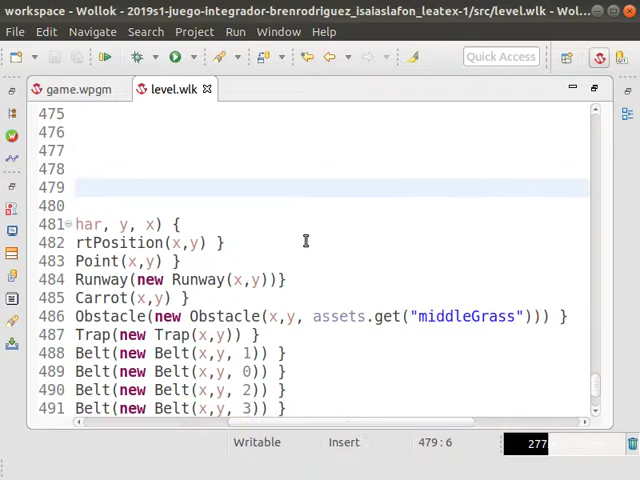 workspace - Wollok - 2019s1-juego-integrador-brenrodriguez_isaiaslafon_leatex-1/src/level.wlk - Wol...
File Edit Navigate Search Project Run Window Help
Quick Access
game.wpgm level.wlk
475
476
477
478
479
480
481 har, y, x) {
482 rtPosition(x,y) }
483 Point(x,y) }
484 Runway(new Runway(x,y))}
485 Carrot(x,y) }
486 Obstacle(new Obstacle(x,y, assets.get("middleGrass"))) }
487 Trap(new Trap(x,y)) }
488 Belt(new Belt(x,y, 1)) }
489 Belt(new Belt(x,y, 0)) }
490 Belt(new Belt(x,y, 2)) }
491 Belt(new Belt(x,y, 3)) }
Writable Insert 479 : 6